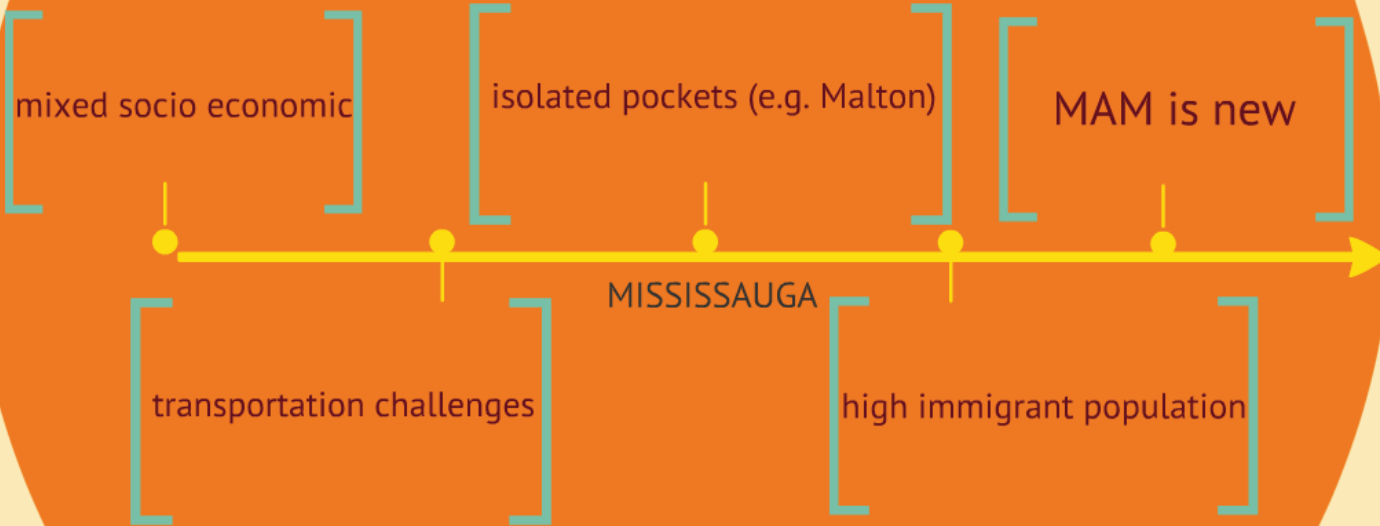 mixed socio economic
isolated pockets (e.g. Malton)
MAM is new
MISSISSAUGA
transportation challenges
high immigrant population